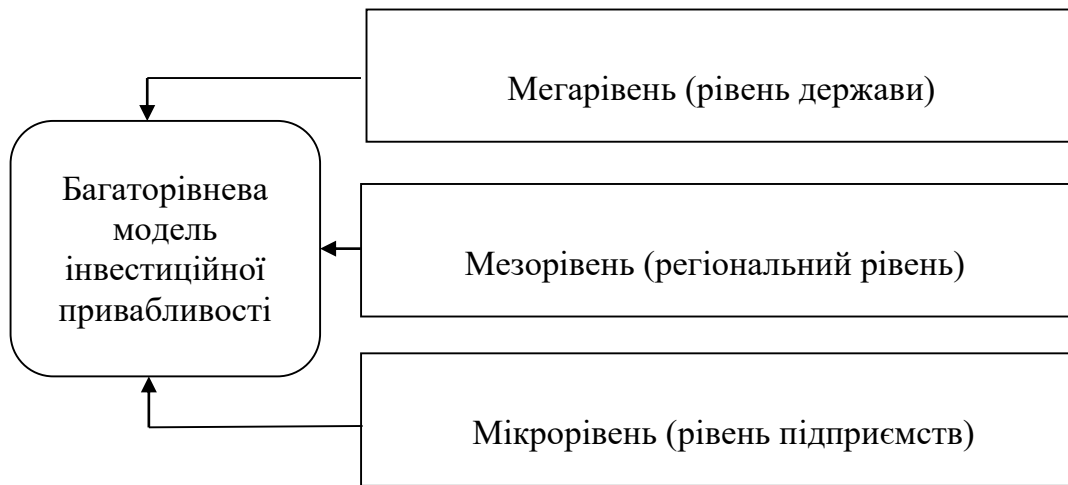 Мегарівень (рівень держави)
Багаторівнева
модель
інвестиційної
привабливості
Мезорівень (регіональний рівень)
Мікрорівень (рівень підприємств)